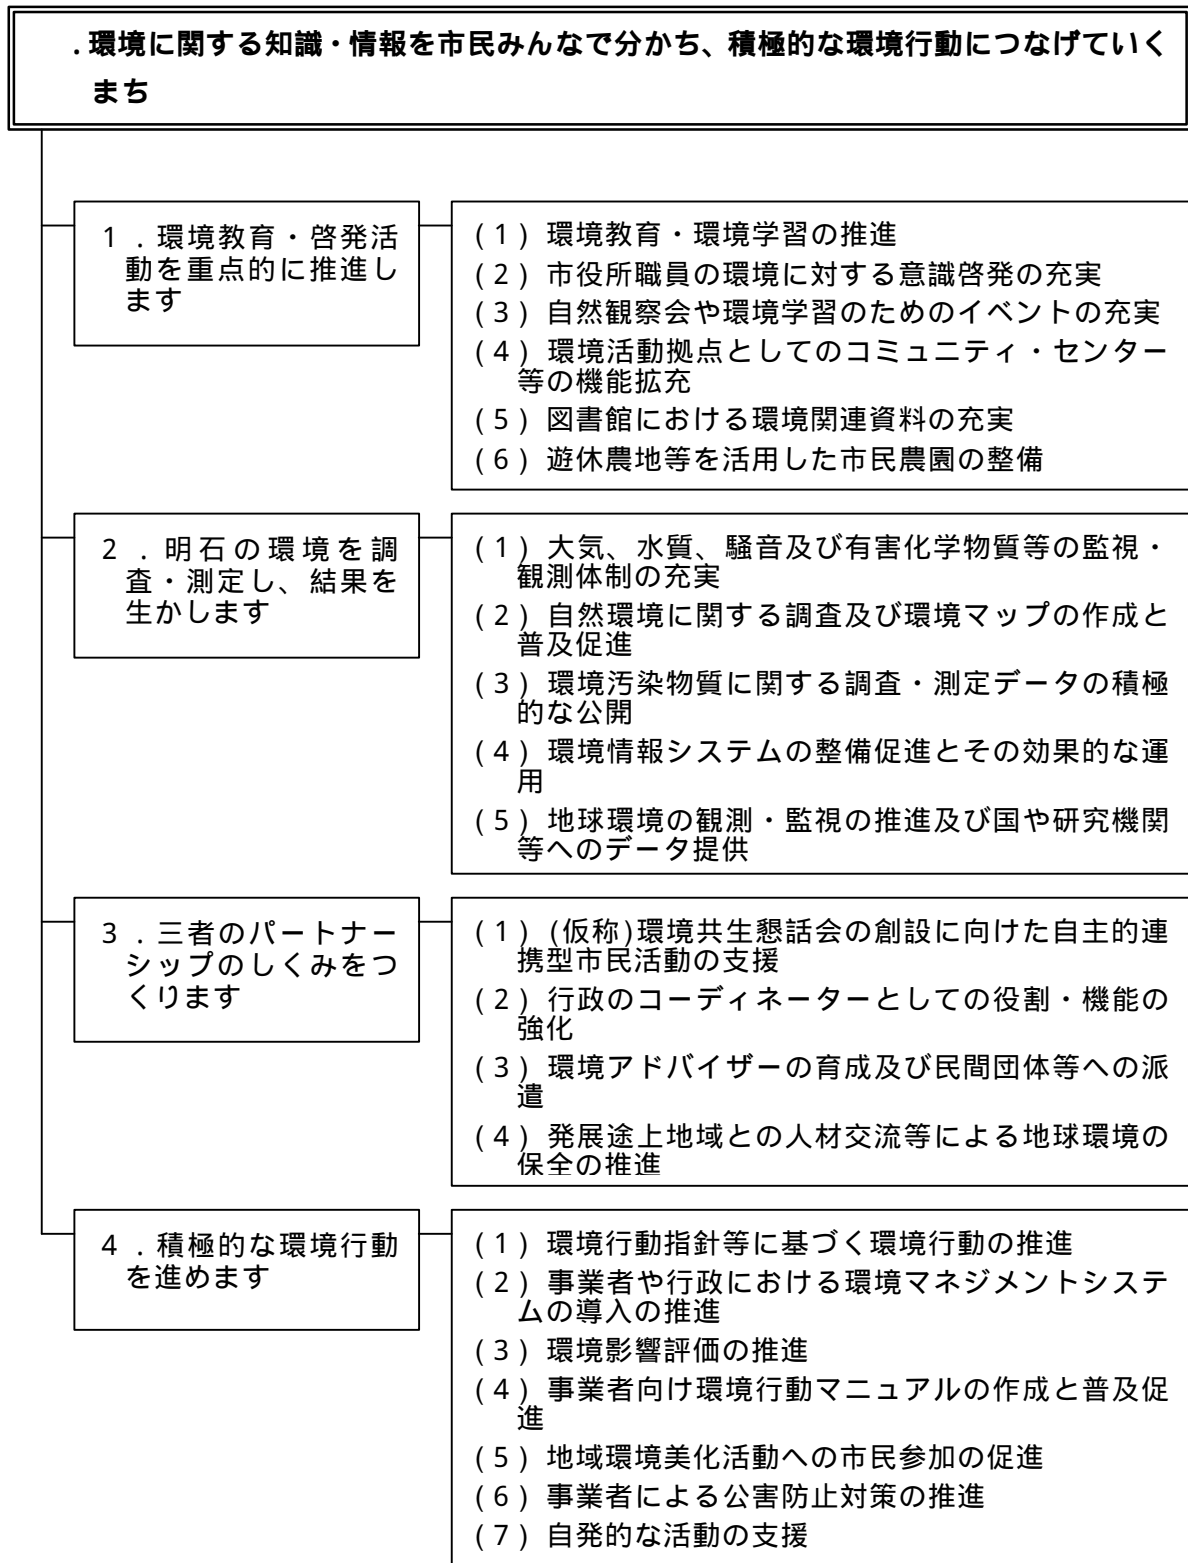 ．環境に関する知識・情報を市民みんなで分かち、積極的な環境行動につなげていく
まち
１．環境教育・啓発活
動を重点的に推進し
ます
(1) 環境教育・環境学習の推進
(2) 市役所職員の環境に対する意識啓発の充実
(3) 自然観察会や環境学習のためのイベントの充実
(4) 環境活動拠点としてのコミュニティ・センター
等の機能拡充
(5) 図書館における環境関連資料の充実
(6) 遊休農地等を活用した市民農園の整備
２．明石の環境を調
査・測定し、結果を
生かします
(1) 大気、水質、騒音及び有害化学物質等の監視・
観測体制の充実
(2) 自然環境に関する調査及び環境マップの作成と
普及促進
(3) 環境汚染物質に関する調査・測定データの積極
的な公開
(4) 環境情報システムの整備促進とその効果的な運
用
(5) 地球環境の観測・監視の推進及び国や研究機関
等へのデータ提供
３．三者のパートナー
シップのしくみをつ
くります
(1) (仮称)環境共生懇話会の創設に向けた自主的連
携型市民活動の支援
(2) 行政のコーディネーターとしての役割・機能の
強化
(3) 環境アドバイザーの育成及び民間団体等への派
遣
(4) 発展途上地域との人材交流等による地球環境の
保全の推進
４．積極的な環境行動
を進めます
(1) 環境行動指針等に基づく環境行動の推進
(2) 事業者や行政における環境マネジメントシステ
ムの導入の推進
(3) 環境影響評価の推進
(4) 事業者向け環境行動マニュアルの作成と普及促
進
(5) 地域環境美化活動への市民参加の促進
(6) 事業者による公害防止対策の推進
(7) 自発的な活動の支援